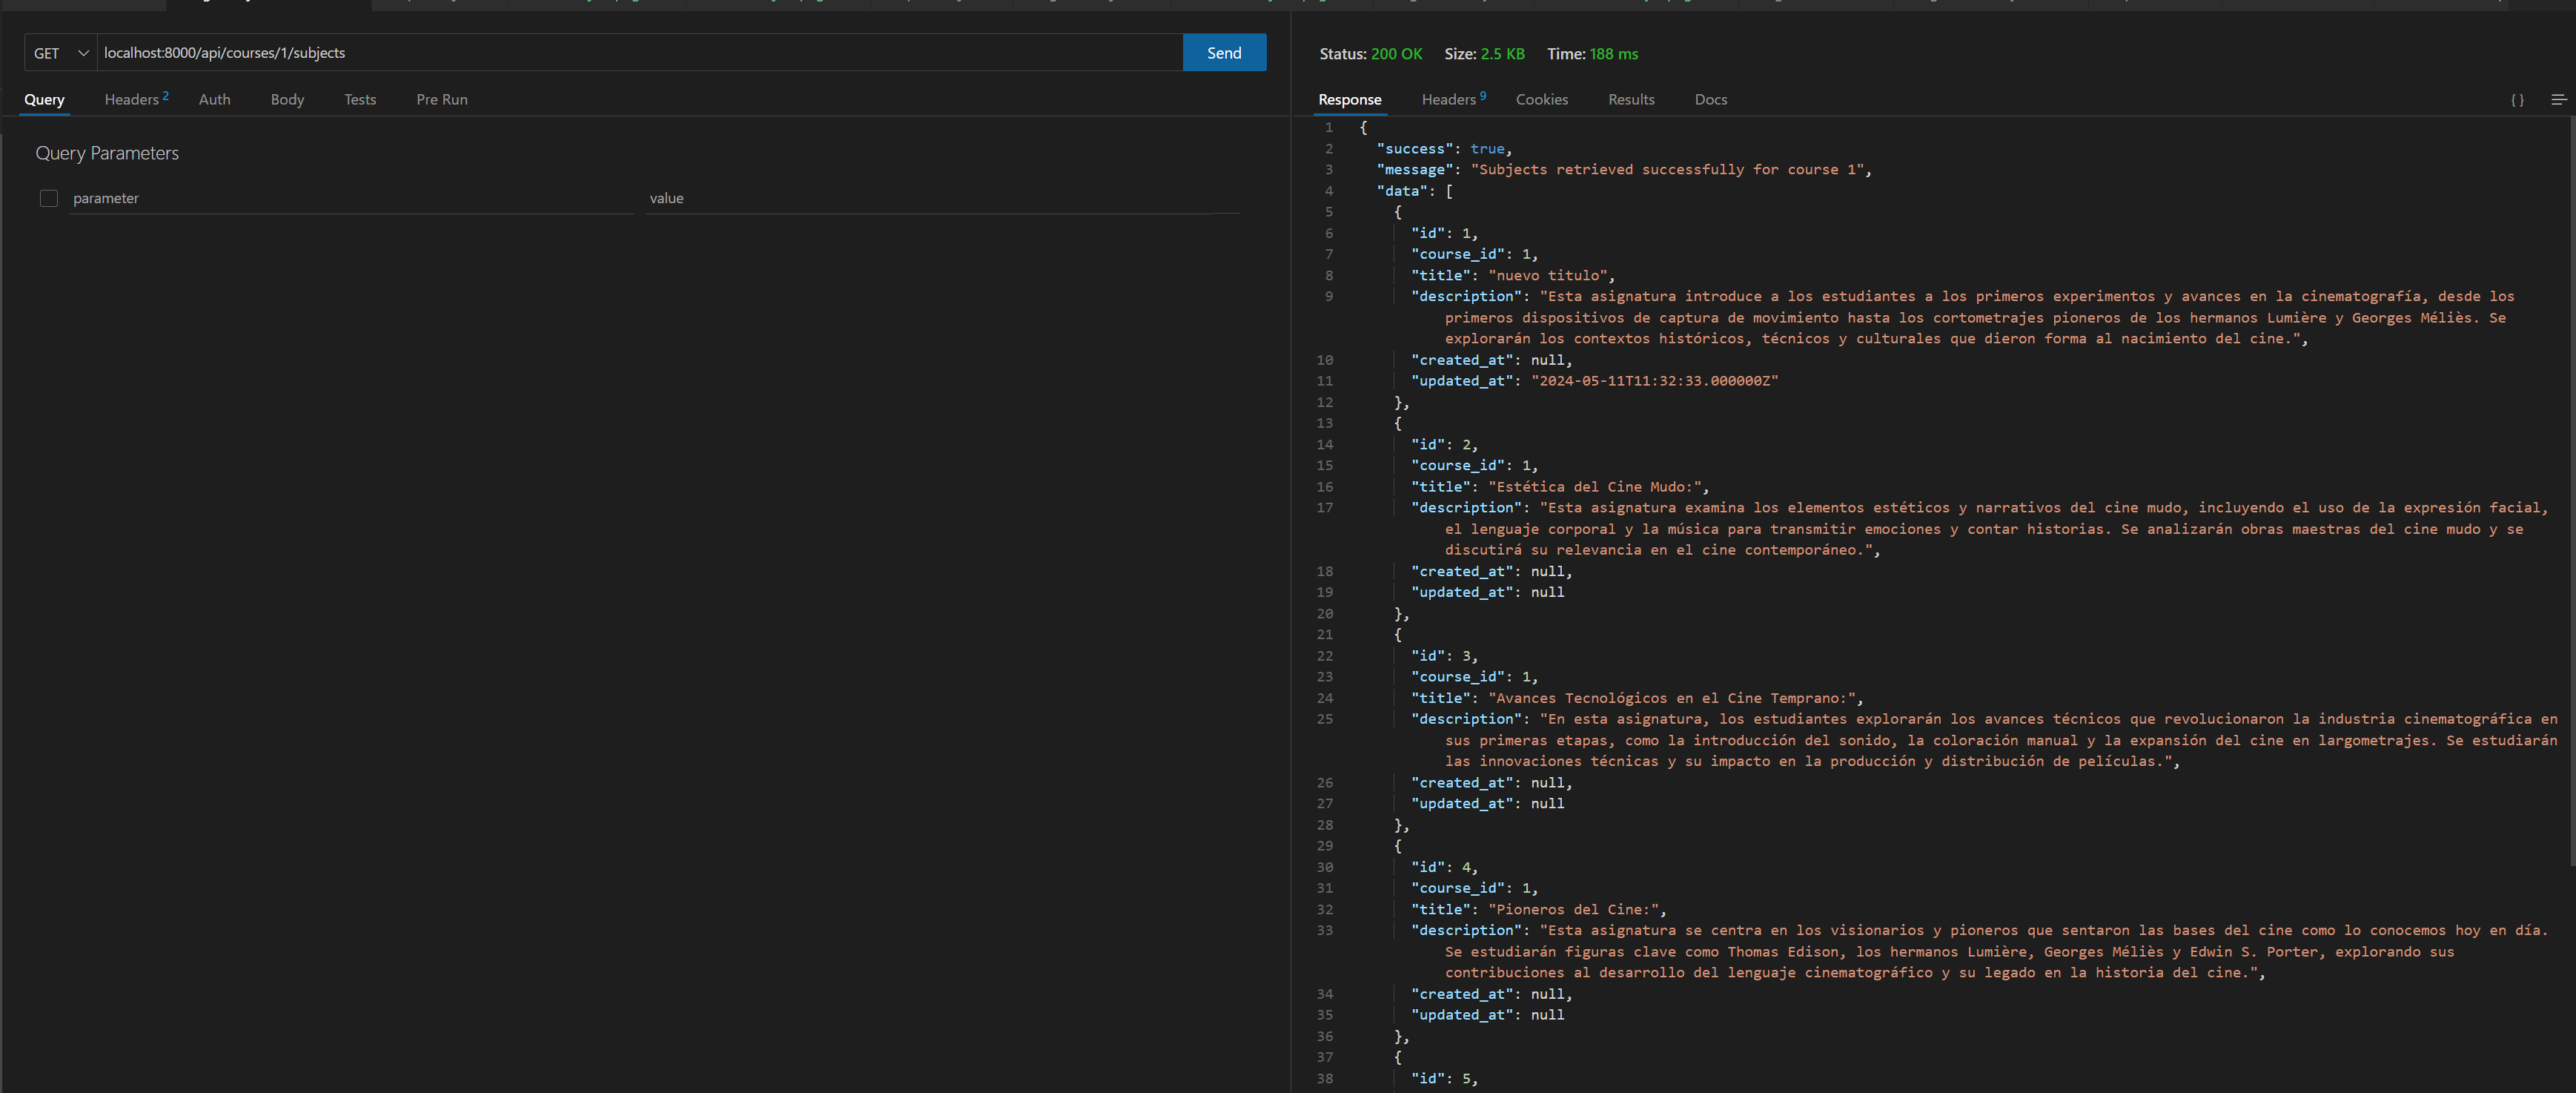 GET localhost:8000/api/courses/1/subjects Send
Query Headers 2 Auth Body Tests Pre Run
Query Parameters
parameter value
Status: 200 OK Size: 2.5 KB Time: 188 ms
Response Headers 9 Cookies Results Docs { }
1 {
2 "success": true,
3 "message": "Subjects retrieved successfully for course 1",
4 "data": [
5 {
6 "id": 1,
7 "course_id": 1,
8 "title": "nuevo titulo",
9 "description": "Esta asignatura introduce a los estudiantes a los primeros experimentos y avances en la cinematografía, desde los
primeros dispositivos de captura de movimiento hasta los cortometrajes pioneros de los hermanos Lumière y Georges Méliès. Se
explorarán los contextos históricos, técnicos y culturales que dieron forma al nacimiento del cine.",
10 "created_at": null,
11 "updated_at": "2024-05-11T11:32:33.000000Z"
12 },
13 {
14 "id": 2,
15 "course_id": 1,
16 "title": "Estética del Cine Mudo:",
17 "description": "Esta asignatura examina los elementos estéticos y narrativos del cine mudo, incluyendo el uso de la expresión facial,
el lenguaje corporal y la música para transmitir emociones y contar historias. Se analizarán obras maestras del cine mudo y se
discutirá su relevancia en el cine contemporáneo.",
18 "created_at": null,
19 "updated_at": null
20 },
21 {
22 "id": 3,
23 "course_id": 1,
24 "title": "Avances Tecnológicos en el Cine Temprano:",
25 "description": "En esta asignatura, los estudiantes explorarán los avances técnicos que revolucionaron la industria cinematográfica en
sus primeras etapas, como la introducción del sonido, la coloración manual y la expansión del cine en largometrajes. Se estudiarán
las innovaciones técnicas y su impacto en la producción y distribución de películas.",
26 "created_at": null,
27 "updated_at": null
28 },
29 {
30 "id": 4,
31 "course_id": 1,
32 "title": "Pioneros del Cine:",
33 "description": "Esta asignatura se centra en los visionarios y pioneros que sentaron las bases del cine como lo conocemos hoy en día.
Se estudiarán figuras clave como Thomas Edison, los hermanos Lumière, Georges Méliès y Edwin S. Porter, explorando sus
contribuciones al desarrollo del lenguaje cinematográfico y su legado en la historia del cine.",
34 "created_at": null,
35 "updated_at": null
36 },
37 {
38 "id": 5,